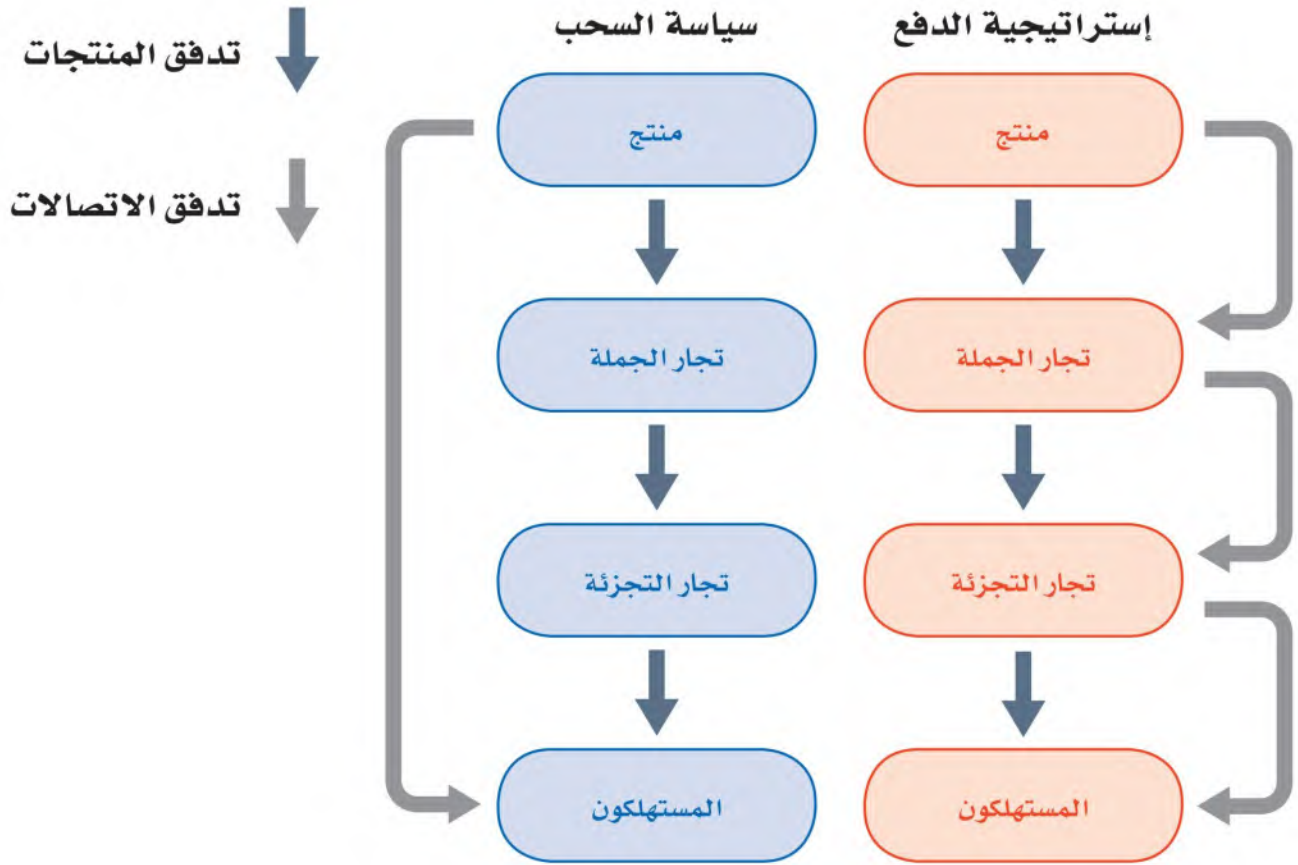 إستراتيجية الدفع
منتج
تجار الجملة
تجار التجزئة
المستهلكون
سياسة السحب
منتج
تجار الجملة
تجار التجزئة
المستهلكون
تدفق المنتجات
تدفق الاتصالات